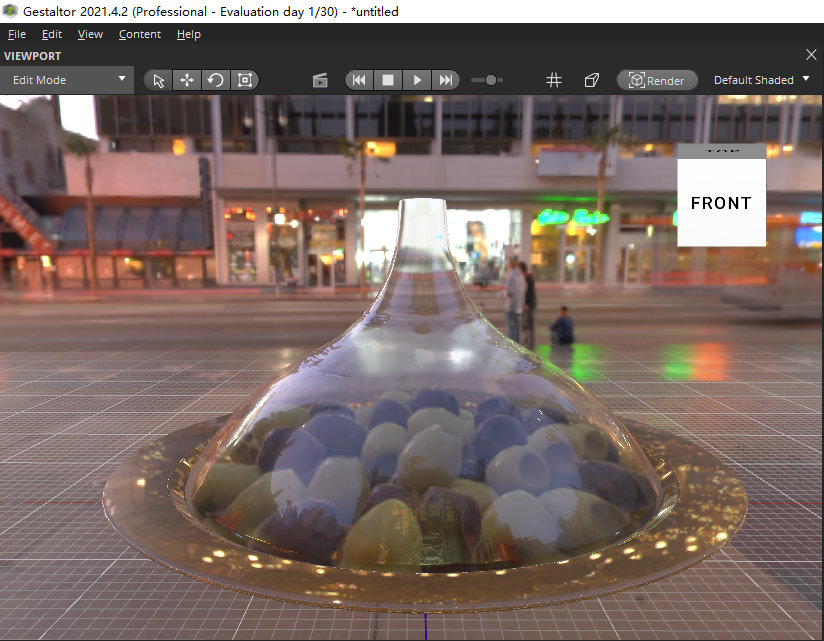 Gestaltor 2021.4.2 (Professional - Evaluation day 1/30) - *untitled
File Edit View Content Help
VIEWPORT
Edit Mode
Render
Default Shaded
FRONT